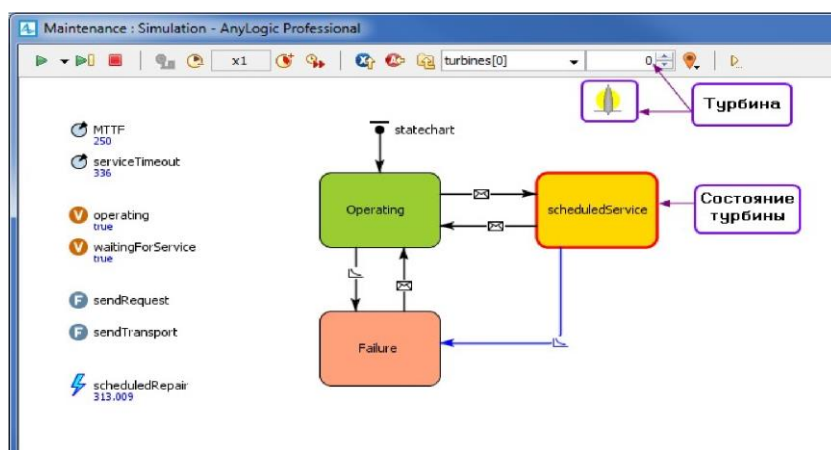 Maintenance : Simulation - AnyLogic Professional
x1
turbines[0]
0
Турбина
MTTF
250
statechart
serviceTimeout
336
Operating
scheduledService
Состояние
турбины
operating
true
waitingForService
true
sendRequest
sendTransport
Failure
scheduledRepair
313.009